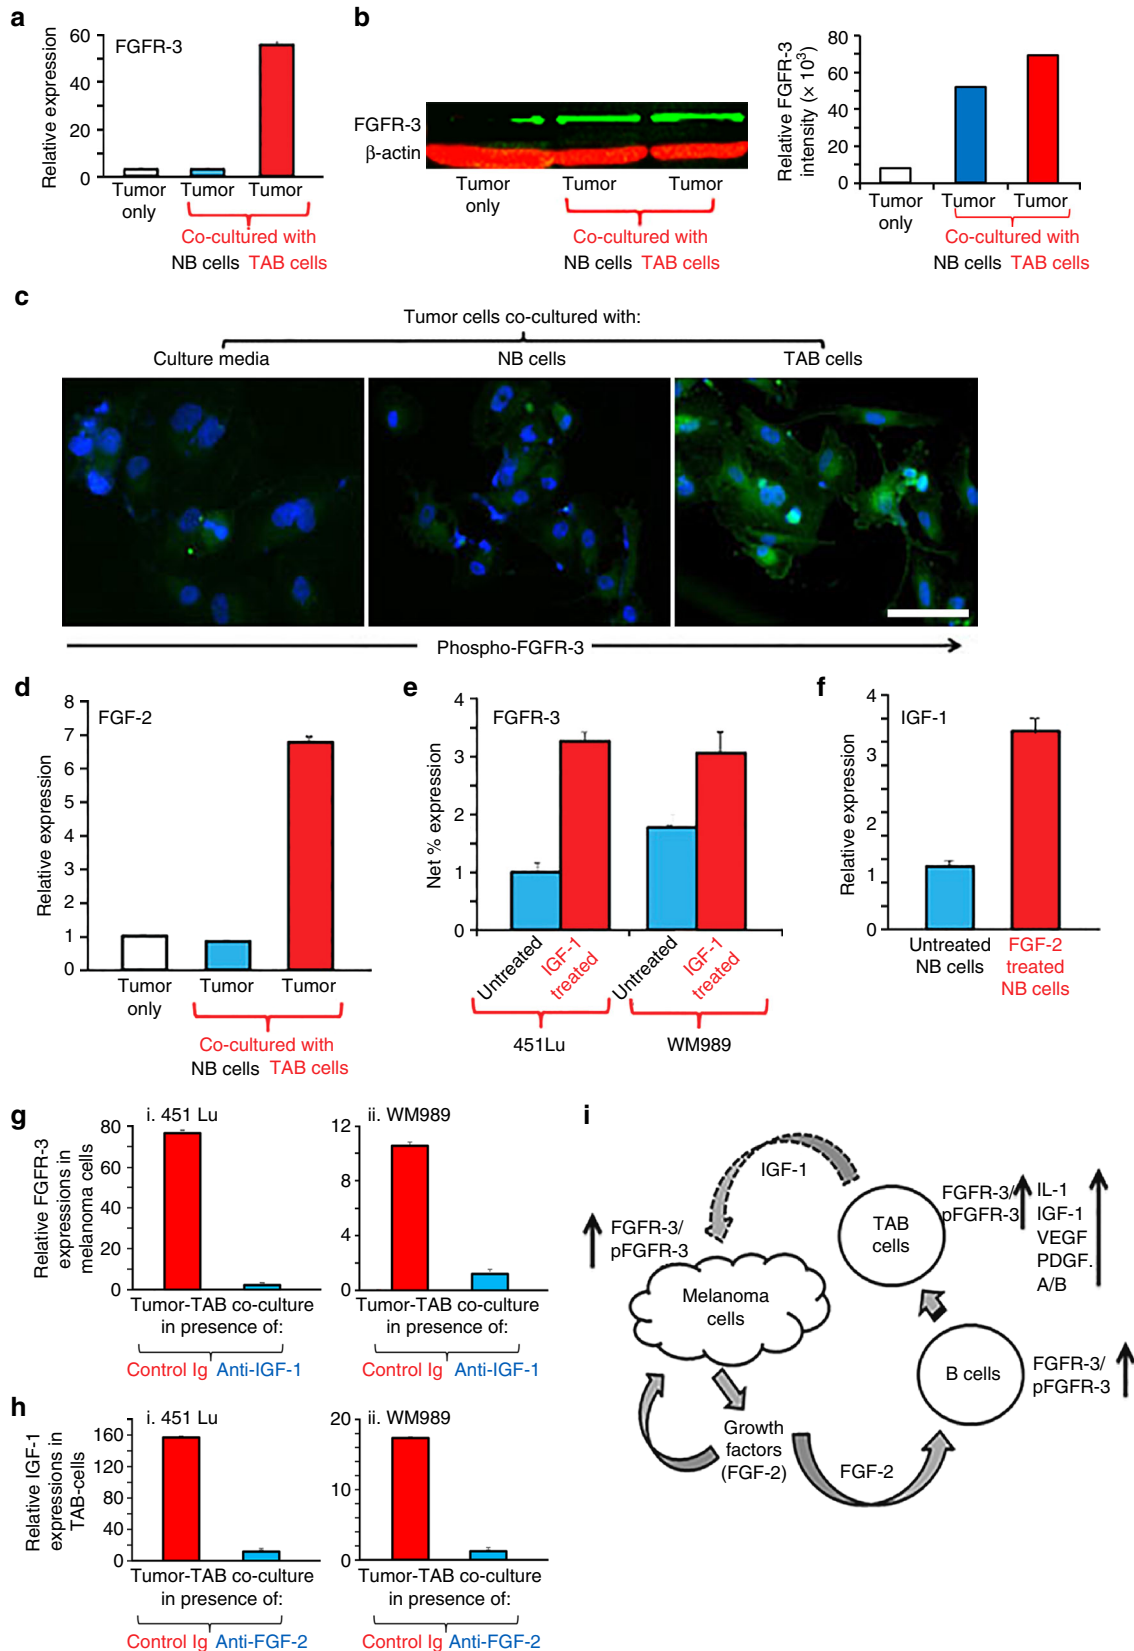 a
FGFR-3
Relative expression
60
40
20
0
Tumor only
Tumor
Tumor
Co-cultured with
NB cells TAB cells
b
FGFR-3
β-actin
Tumor only
Tumor
Tumor
Co-cultured with
NB cells TAB cells
Relative FGFR-3 intensity (× 10³)
80
60
40
20
0
Tumor only
Tumor
Tumor
Co-cultured with
NB cells TAB cells
c
Tumor cells co-cultured with:
Culture media
NB cells
TAB cells
Phospho-FGFR-3
d
FGF-2
Relative expression
8
7
6
5
4
3
2
1
0
Tumor only
Tumor
Tumor
Co-cultured with
NB cells TAB cells
e
FGFR-3
Net % expression
4
3
2
1
0
Untreated
IGF-1 treated
Untreated
IGF-1 treated
451Lu
WM989
f
IGF-1
Relative expression
4
3
2
1
0
Untreated NB cells
FGF-2 treated NB cells
g
i. 451 Lu
Relative FGFR-3 expressions in melanoma cells
80
60
40
20
0
ii. WM989
12
8
4
0
Tumor-TAB co-culture
in presence of:
Control Ig Anti-IGF-1
Control Ig Anti-IGF-1
h
i. 451 Lu
Relative IGF-1 expressions in TAB-cells
160
120
80
40
0
ii. WM989
20
10
0
Tumor-TAB co-culture
in presence of:
in presence of:
Control Ig Anti-FGF-2
Control Ig Anti-FGF-2
i
IGF-1
FGFR-3/
pFGFR-3
Melanoma
cells
TAB
cells
FGFR-3/
pFGFR-3
IL-1
IGF-1
VEGF
PDGF.
A/B
B cells
FGFR-3/
pFGFR-3
Growth
factors
(FGF-2)
FGF-2